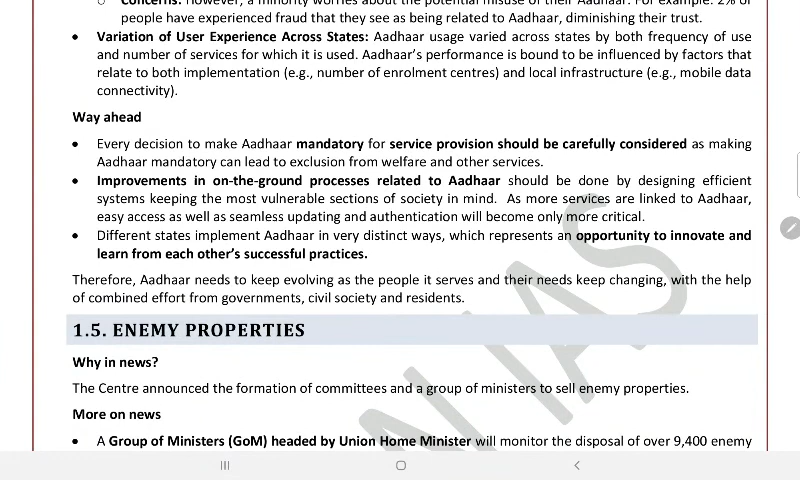 people have experienced fraud that they see as being related to Aadhaar, diminishing their trust.
• Variation of User Experience Across States: Aadhaar usage varied across states by both frequency of use
and number of services for which it is used. Aadhaar's performance is bound to be influenced by factors that
relate to both implementation (e.g., number of enrolment centres) and local infrastructure (e.g., mobile data
connectivity).
Way ahead
• Every decision to make Aadhaar mandatory for service provision should be carefully considered as making
Aadhaar mandatory can lead to exclusion from welfare and other services.
• Improvements in on-the-ground processes related to Aadhaar should be done by designing efficient
systems keeping the most vulnerable sections of society in mind. As more services are linked to Aadhaar,
easy access as well as seamless updating and authentication will become only more critical.
• Different states implement Aadhaar in very distinct ways, which represents an opportunity to innovate and
learn from each other's successful practices.
Therefore, Aadhaar needs to keep evolving as the people it serves and their needs keep changing, with the help
of combined effort from governments, civil society and residents.
1.5. ENEMY PROPERTIES
Why in news?
The Centre announced the formation of committees and a group of ministers to sell enemy properties.
More on news
• A Group of Ministers (GoM) headed by Union Home Minister will monitor the disposal of over 9,400 enemy
N IAS